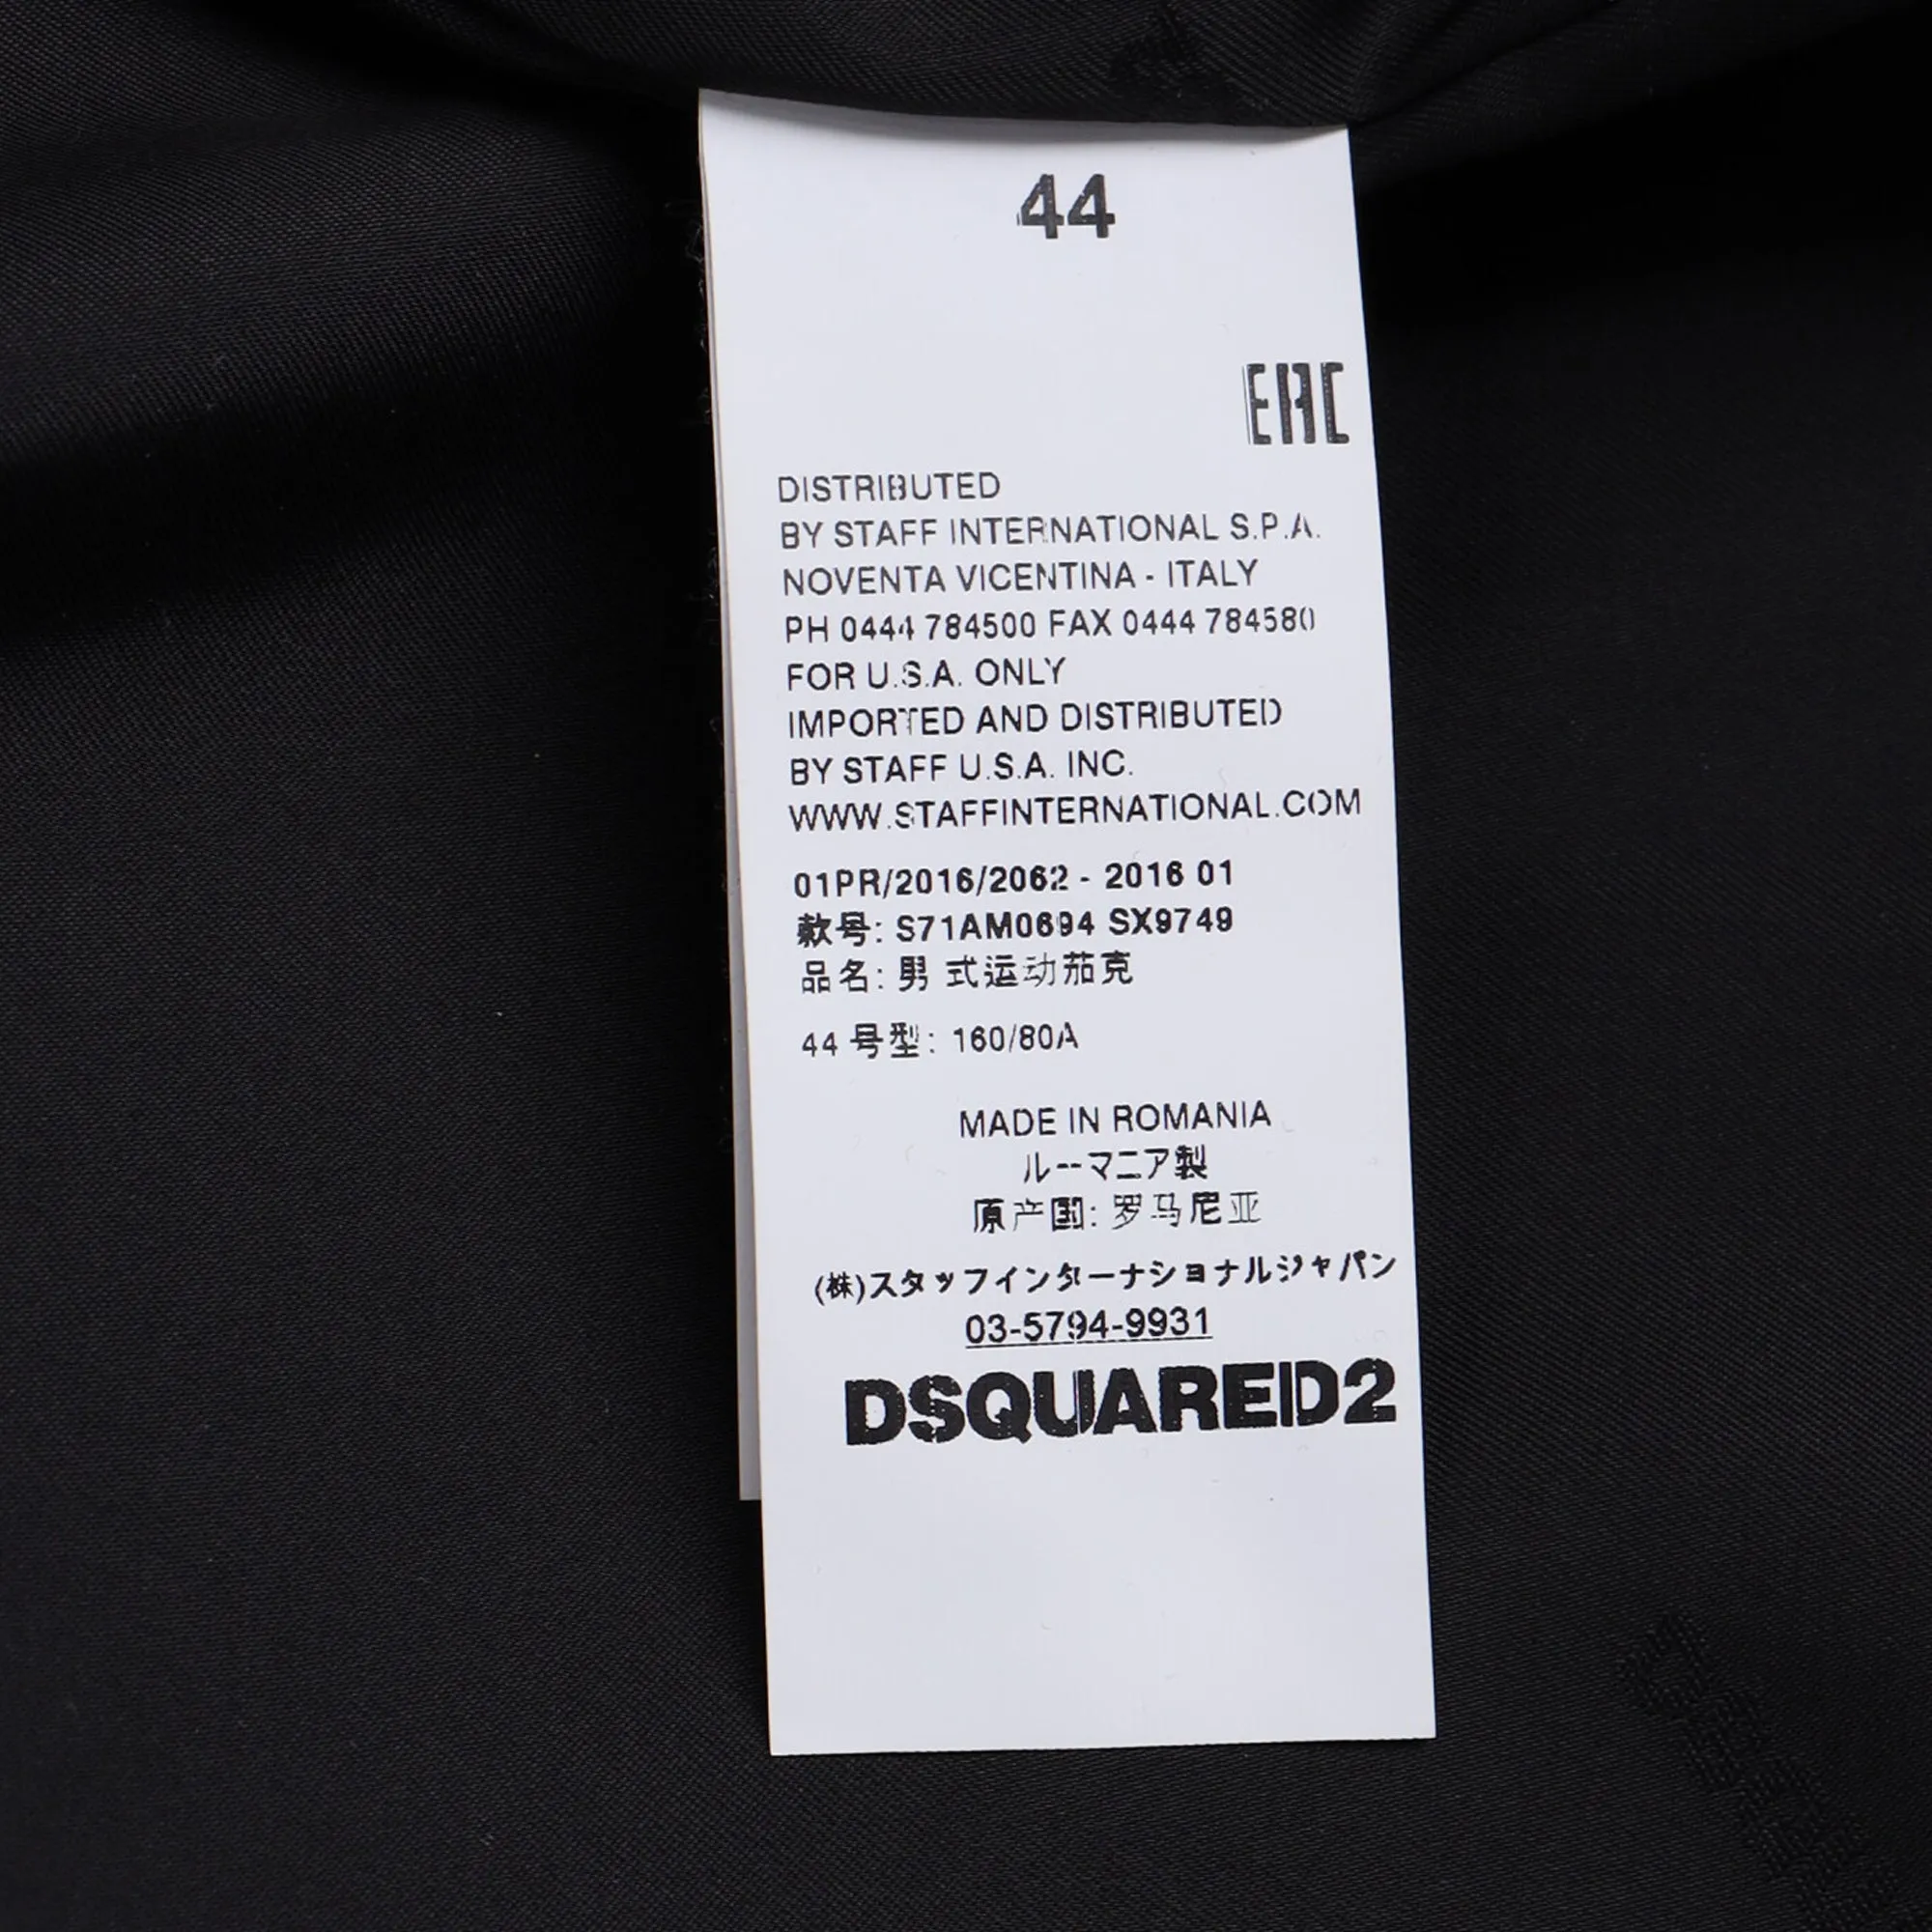 44
EAC
DISTRIBUTED
BY STAFF INTERNATIONAL S.P.A.
NOVENTA VICENTINA - ITALY
PH 0444 784500 FAX 0444 784580
FOR U.S.A. ONLY
IMPORTED AND DISTRIBUTED
BY STAFF U.S.A. INC.
WWW.STAFFINTERNATIONAL.COM
01PR/2016/2062 - 2016 01
款号: S71AM0694 SX9749
品名: 男 式运动茄克
44 号型: 160/80A
MADE IN ROMANIA
ルーマニア製
原产国: 罗马尼亚
(株)スタッフインターナショナルジャパン
03-5794-9931
DSQUARED2